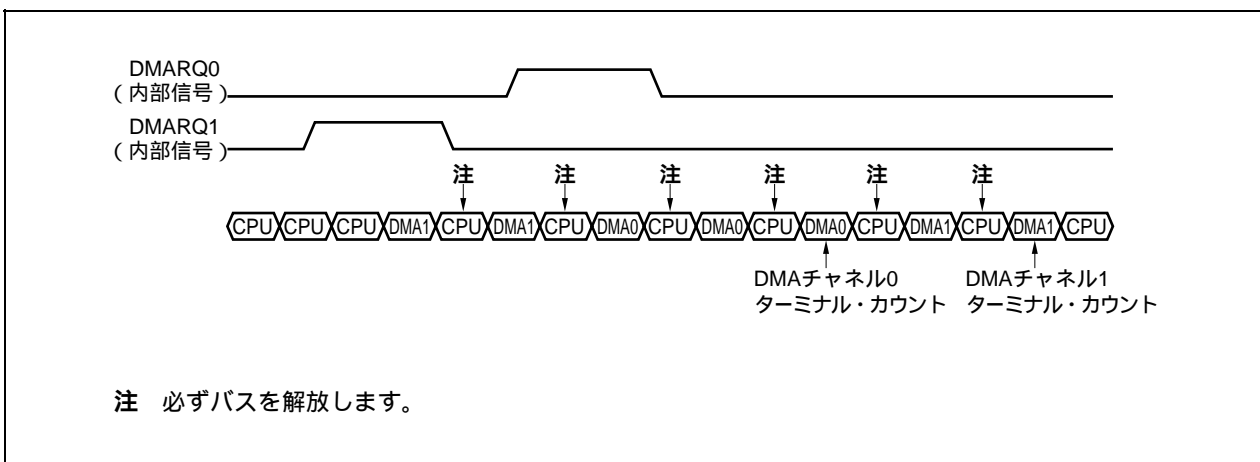 DMARQ0
（内部信号）
DMARQ1
（内部信号）
注 注 注 注 注 注
CPU CPU CPU DMA1 CPU DMA1 CPU DMA0 CPU DMA0 CPU DMA0 CPU DMA1 CPU DMA1 CPU
DMAチャネル0
ターミナル・カウント
DMAチャネル1
ターミナル・カウント
注 必ずバスを解放します。